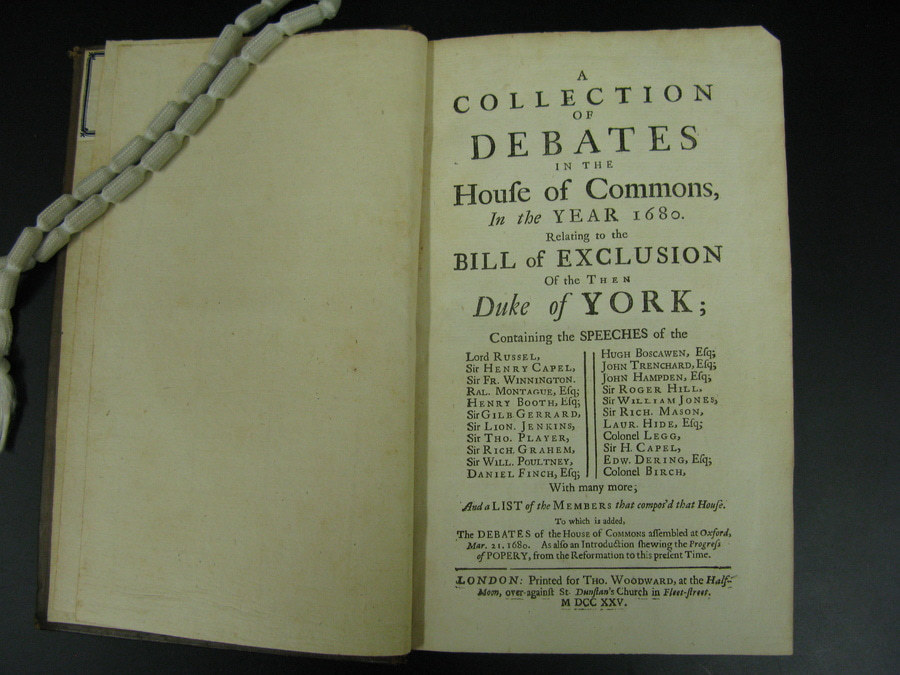 A
COLLECTION
OF
DEBATES
IN THE
Houſe of Commons,
In the YEAR 1680.
Relating to the
BILL of EXCLUSION
Of the THEN
Duke of YORK;
Containing the SPEECHES of the
Lord RUSSEL,
Sir HENRY CAPEL,
Sir FR. WINNINGTON.
RAL. MONTAGUE, Eſq;
HENRY BOOTH, Eſq;
Sir GILB. GERRARD,
Sir LION. JENKINS,
Sir THO. PLAYER,
Sir RICH. GRAHEM,
Sir WILL. POULTNEY,
DANIEL FINCH, Eſq;
HUGH BOSCAWEN, Eſq;
JOHN TRENCHARD, Eſq;
JOHN HAMPDEN, Eſq;
Sir ROGER HILL,
Sir WILLIAM JONES,
Sir RICH. MASON,
LAUR. HIDE, Eſq;
Colonel LEGG,
Sir H. CAPEL,
EDW. DERING, Eſq;
Colonel BIRCH,
With many more;
And a LIST of the MEMBERS that compos'd that Houſe.
To which is added,
The DEBATES of the HOUSE of COMMONS aſſembled at Oxford,
Mar. 21. 1680. As alſo an Introduction ſhewing the Progreſs
of POPERY, from the Reformation to this preſent Time.
LONDON: Printed for THO. WOODWARD, at the Half-
Moon, over-againſt St. Dunſtan's Church in Fleet-ſtreet.
M DCC XXV.